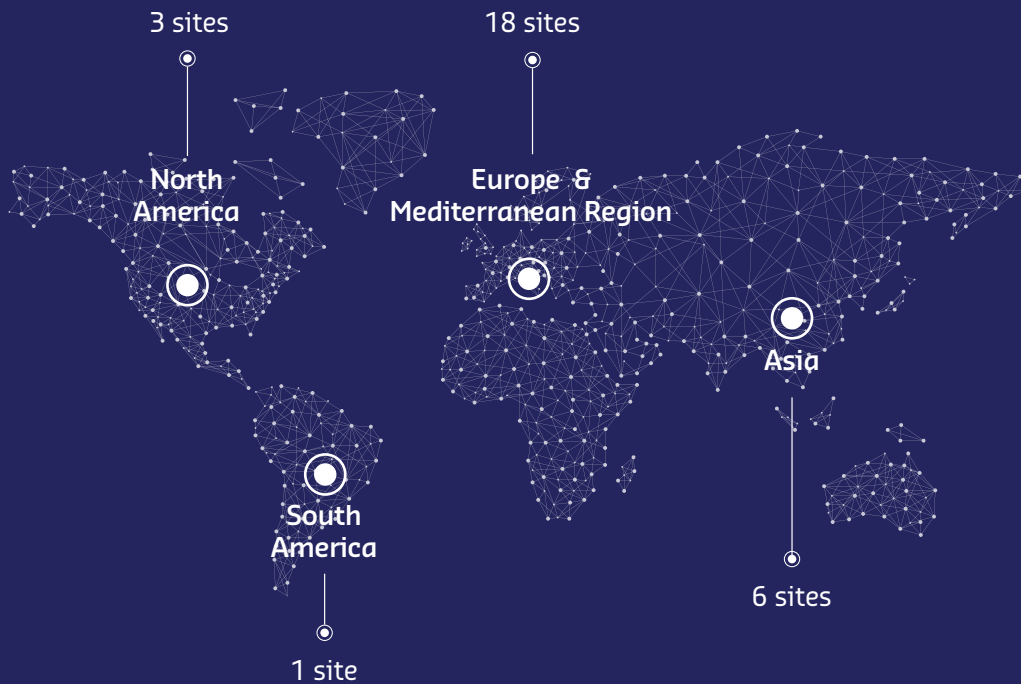 3 sites
18 sites
North
America
Europe &
Mediterranean Region
Asia
South
America
6 sites
1 site